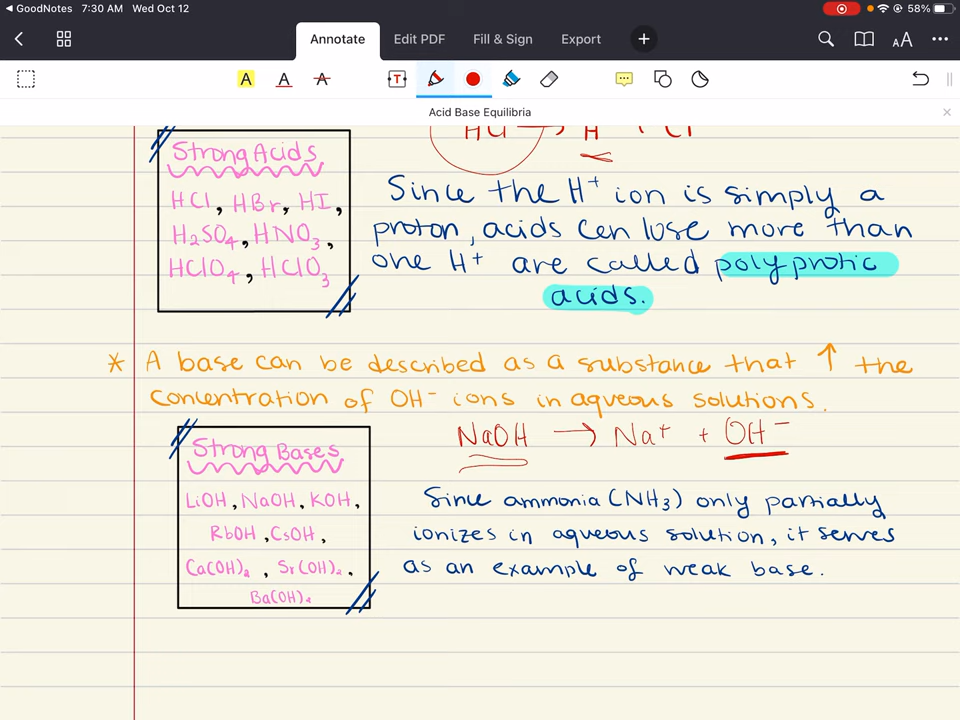 GoodNotes 7:30 AM Wed Oct 12 58%
Annotate Edit PDF Fill & Sign Export
A A A T AA
Acid Base Equilibria
HCl → H + Cl
Strong Acids
HCl, HBr, HI,
H₂SO₄, HNO₃,
HClO₄, HClO₃
Since the H⁺ ion is simply a
proton, acids can lose more than
one H⁺ are called polyprotic
acids.
* A base can be described as a substance that ↑ the
concentration of OH⁻ ions in aqueous solutions.
NaOH → Na⁺ + OH⁻
Strong Bases
LiOH, NaOH, KOH,
RbOH, CsOH,
Ca(OH)₂, Sr(OH)₂,
Ba(OH)₂
Since ammonia (NH₃) only partially
ionizes in aqueous solution, it serves
as an example of weak base.